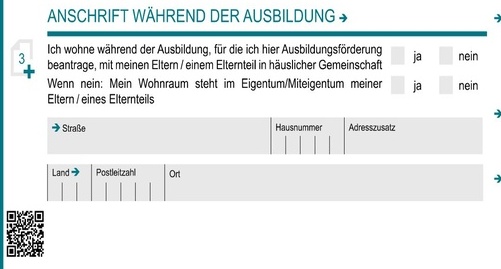 ANSCHRIFT WÄHREND DER AUSBILDUNG
3
Ich wohne während der Ausbildung, für die ich hier Ausbildungsförderung
beantrage, mit meinen Eltern / einem Elternteil in häuslicher Gemeinschaft
ja nein
Wenn nein: Mein Wohnraum steht im Eigentum/Miteigentum meiner
Eltern / eines Elternteils
ja nein
Straße Hausnummer Adresszusatz
Land Postleitzahl Ort